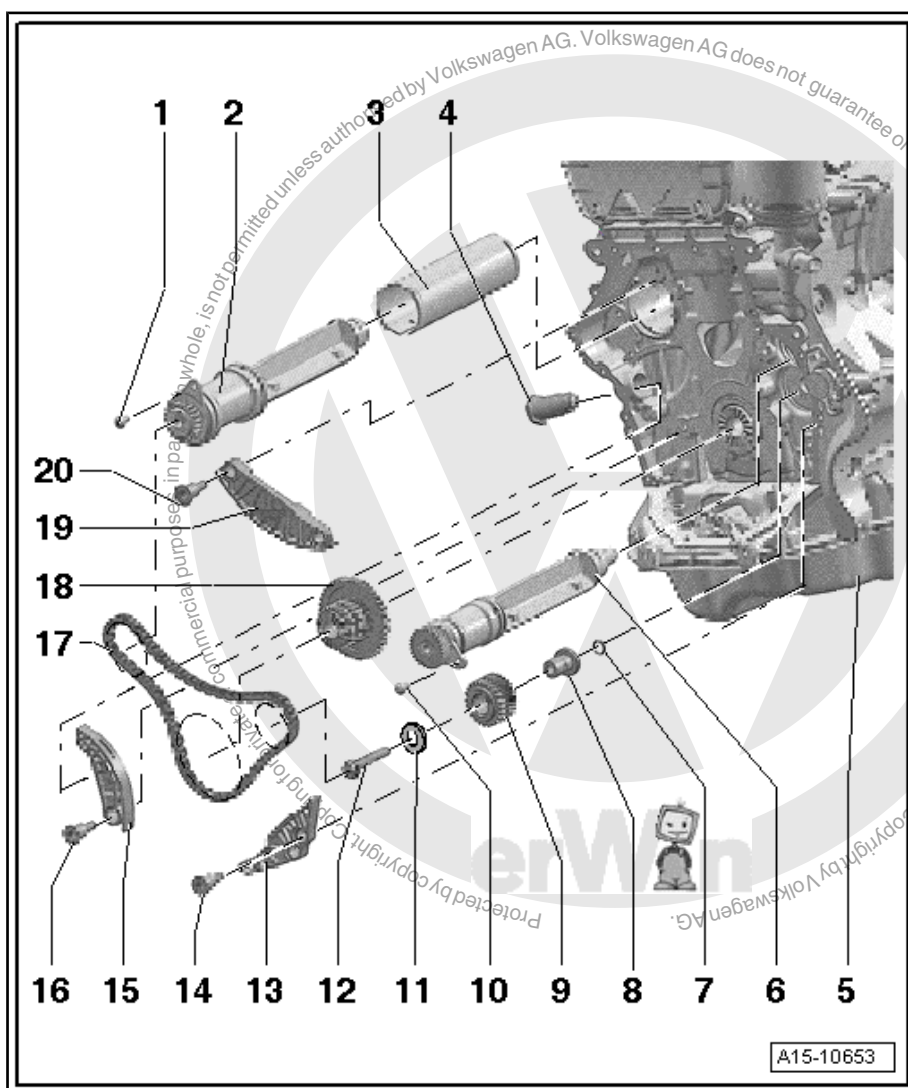 Protected by copyright. Copying for private or commercial purposes, in part or in whole, is not permitted unless authorised by Volkswagen AG. Volkswagen AG does not guarantee or
copyright by Volkswagen AG.
1 2 3 4
20
19
18
17
erWin
16 15 14 13 12 11 10 9 8 7 6 5
A15-10653